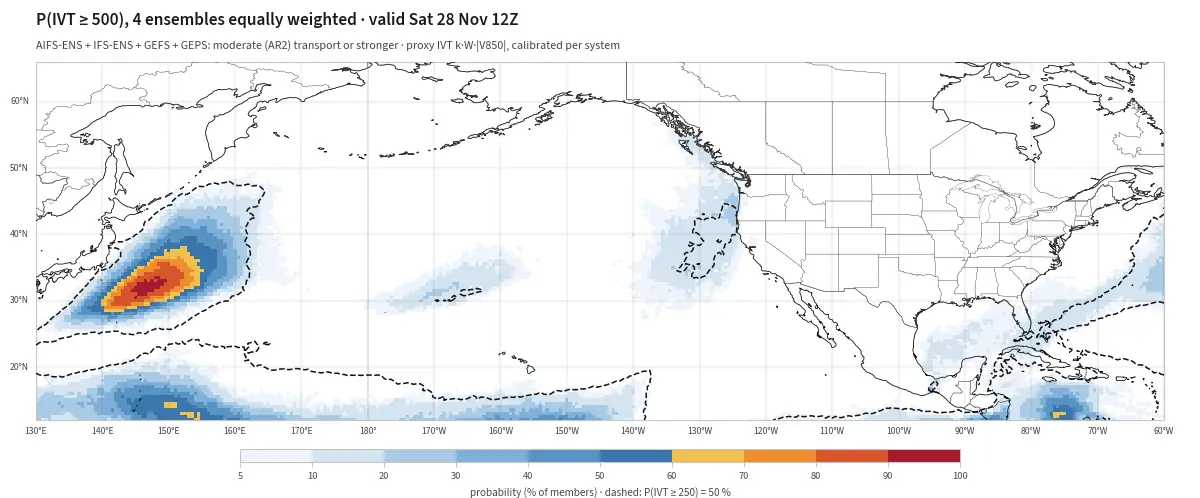 P(IVT ≥ 500), 4 ensembles equally weighted · valid Sat 28 Nov 12Z
AIFS-ENS + IFS-ENS + GEFS + GEPS: moderate (AR2) transport or stronger · proxy IVT k·W·|V850|, calibrated per system
60°N
50°N
40°N
30°N
20°N
130°E 140°E 150°E 160°E 170°E 180° 170°W 160°W 150°W 140°W 130°W 120°W 110°W 100°W 90°W 80°W 70°W 60°W
5 10 20 30 40 50 60 70 80 90 100
probability (% of members) · dashed: P(IVT ≥ 250) = 50 %